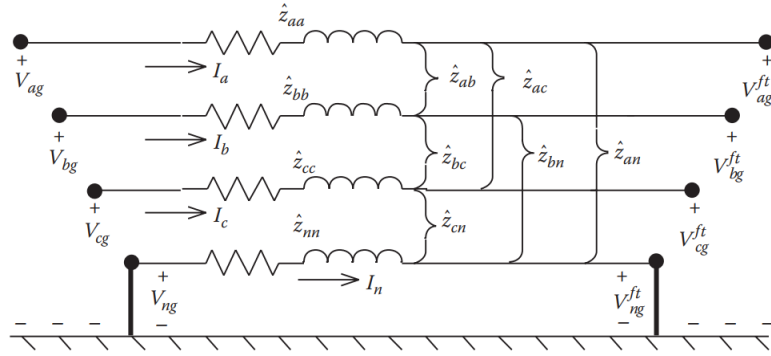 ẑ_aa
+ V_ag I_a ẑ_ab ẑ_ac + V_ag^ft
ẑ_bb
+ V_bg I_b ẑ_bc ẑ_bn ẑ_an + V_bg^ft
ẑ_cc
+ V_cg I_c ẑ_cn + V_cg^ft
ẑ_nn
+ V_ng − I_n + V_ng^ft −